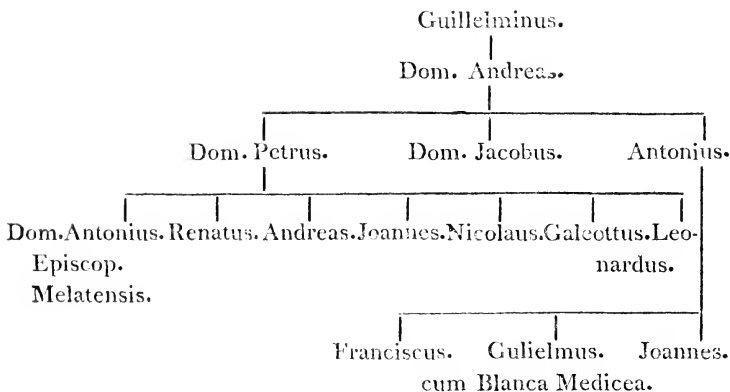 Guillelminus.
Dom. Andreas.
Dom. Petrus. Dom. Jacobus. Antonius.
Dom. Antonius. Renatus. Andreas. Joannes. Nicolaus. Galeottus. Leo-
Episcop. nardus.
Melatensis.
Franciscus. Gulielmus. Joannes.
cum Blanca Medicea.